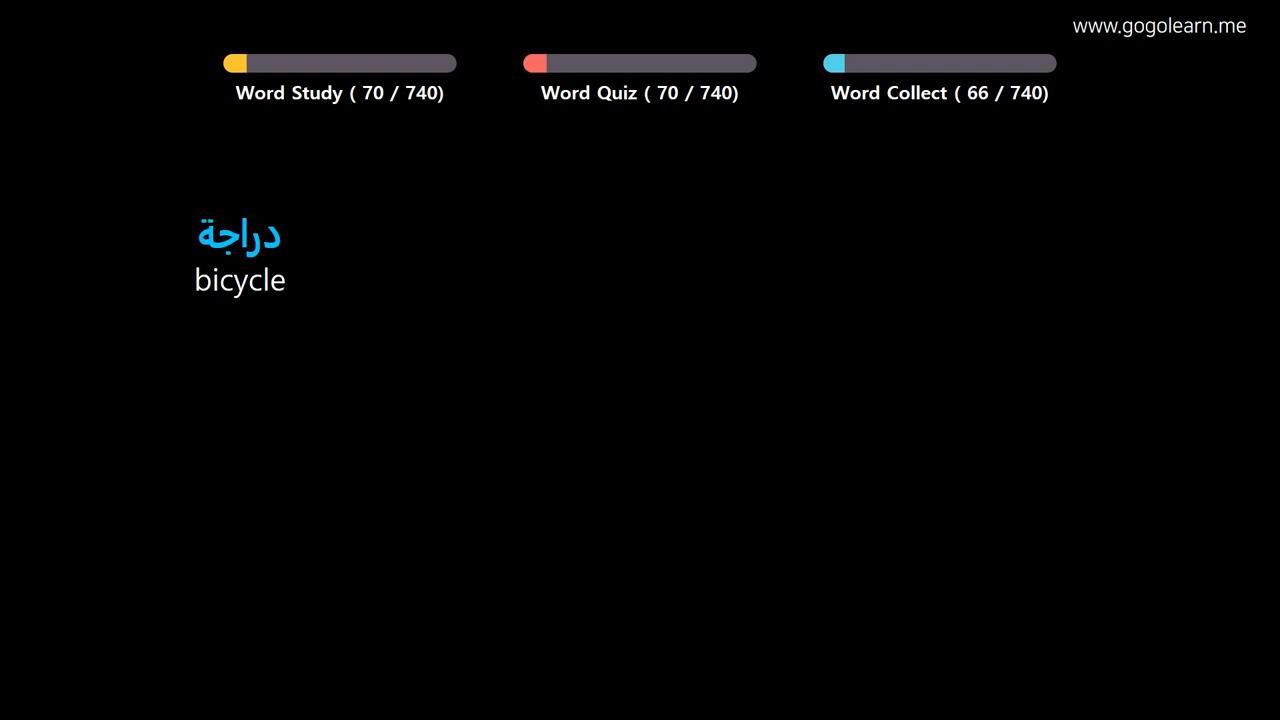 www.gogolearn.me
Word Study ( 70 / 740)
Word Quiz ( 70 / 740)
Word Collect ( 66 / 740)
دراجة
bicycle